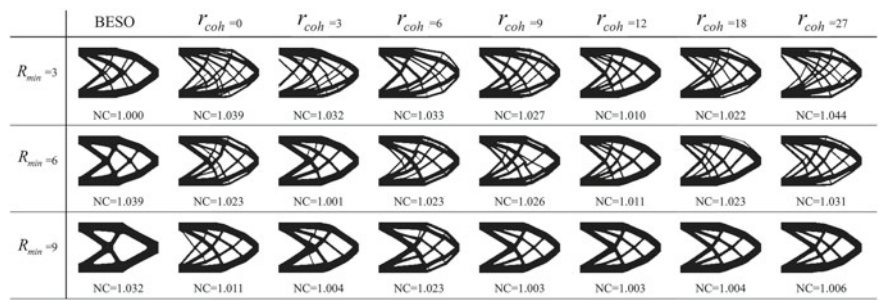 BESO r_coh =0 r_coh =3 r_coh =6 r_coh =9 r_coh =12 r_coh =18 r_coh =27
R_min =3
NC=1.000 NC=1.039 NC=1.032 NC=1.033 NC=1.027 NC=1.010 NC=1.022 NC=1.044
R_min =6
NC=1.039 NC=1.023 NC=1.001 NC=1.023 NC=1.026 NC=1.011 NC=1.023 NC=1.031
R_min =9
NC=1.032 NC=1.011 NC=1.004 NC=1.023 NC=1.003 NC=1.003 NC=1.004 NC=1.006